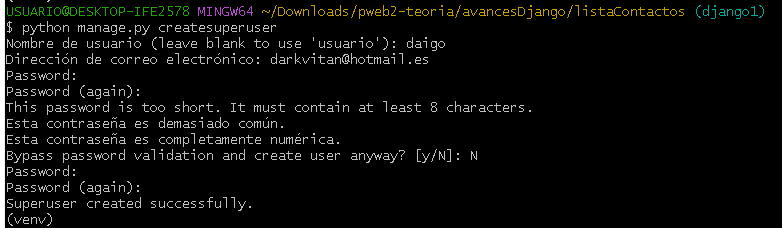 USUARIO@DESKTOP-IFE2578 MINGW64 ~/Downloads/pweb2-teoria/avancesDjango/listaContactos (django1)
$ python manage.py createsuperuser
Nombre de usuario (leave blank to use 'usuario'): daigo
Dirección de correo electrónico: darkvitan@hotmail.es
Password:
Password (again):
This password is too short. It must contain at least 8 characters.
Esta contraseña es demasiado común.
Esta contraseña es completamente numérica.
Bypass password validation and create user anyway? [y/N]: N
Password:
Password (again):
Superuser created successfully.
(venv)